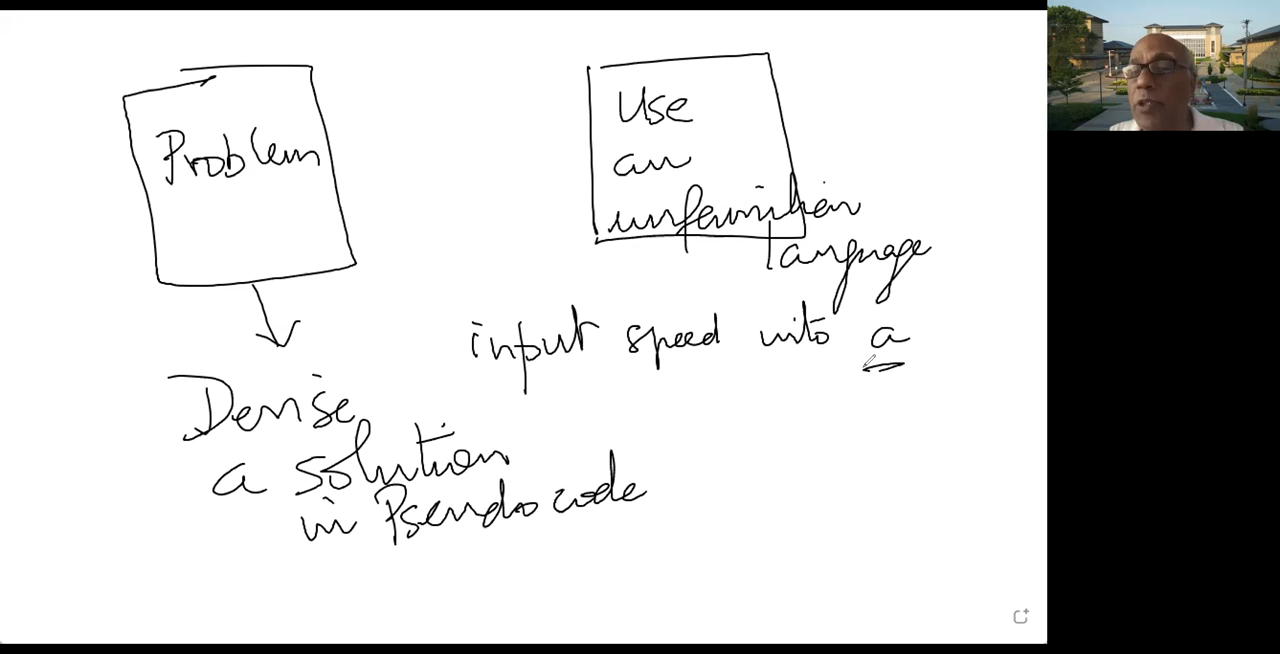 Problem
Use
an
unfamiliar
language
input speed into a
Devise
a solution
in Pseudocode